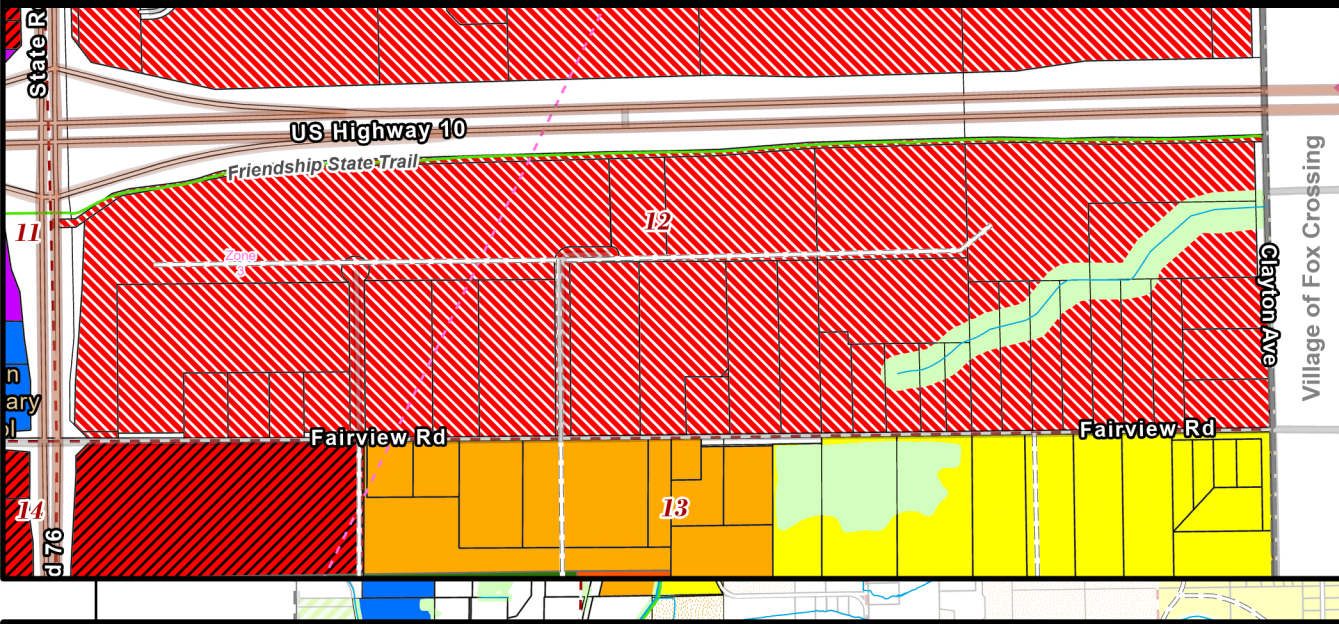 State R
US Highway 10
Friendship State Trail
12
11
Zone
3
Clayton Ave
Village of Fox Crossing
n
ary
ol
Fairview Rd
Fairview Rd
14
13
d 76